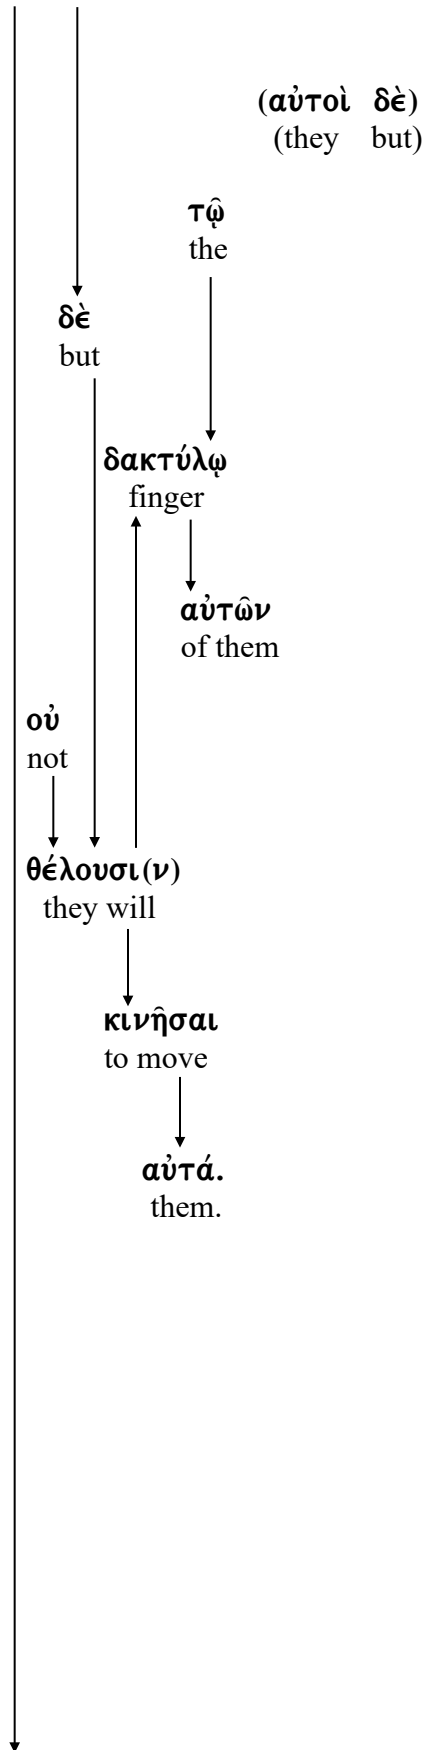 (αὐτοὶ δὲ)
(they but)
τῷ
the
δὲ
but
δακτύλῳ
finger
αὐτῶν
of them
οὐ
not
θέλουσι(ν)
they will
κινῆσαι
to move
αὐτά.
them.